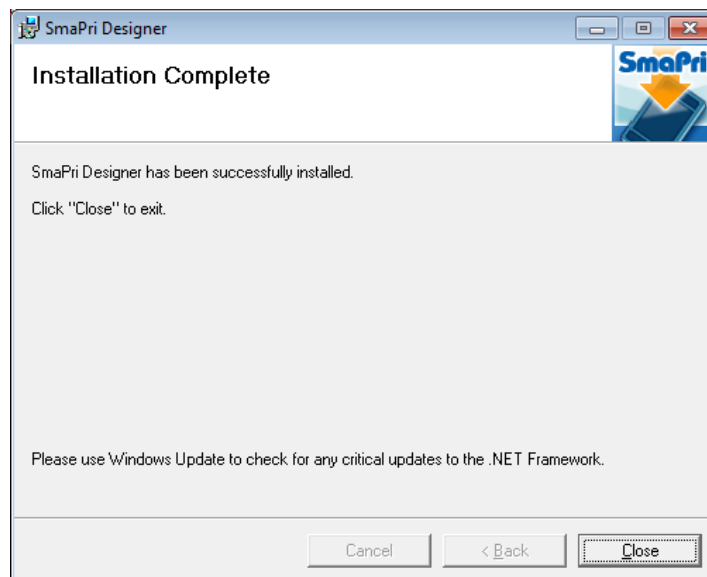 SmaPri Designer
Installation Complete
SmaPri
SmaPri Designer has been successfully installed.
Click "Close" to exit.
Please use Windows Update to check for any critical updates to the .NET Framework.
Cancel
< Back
Close